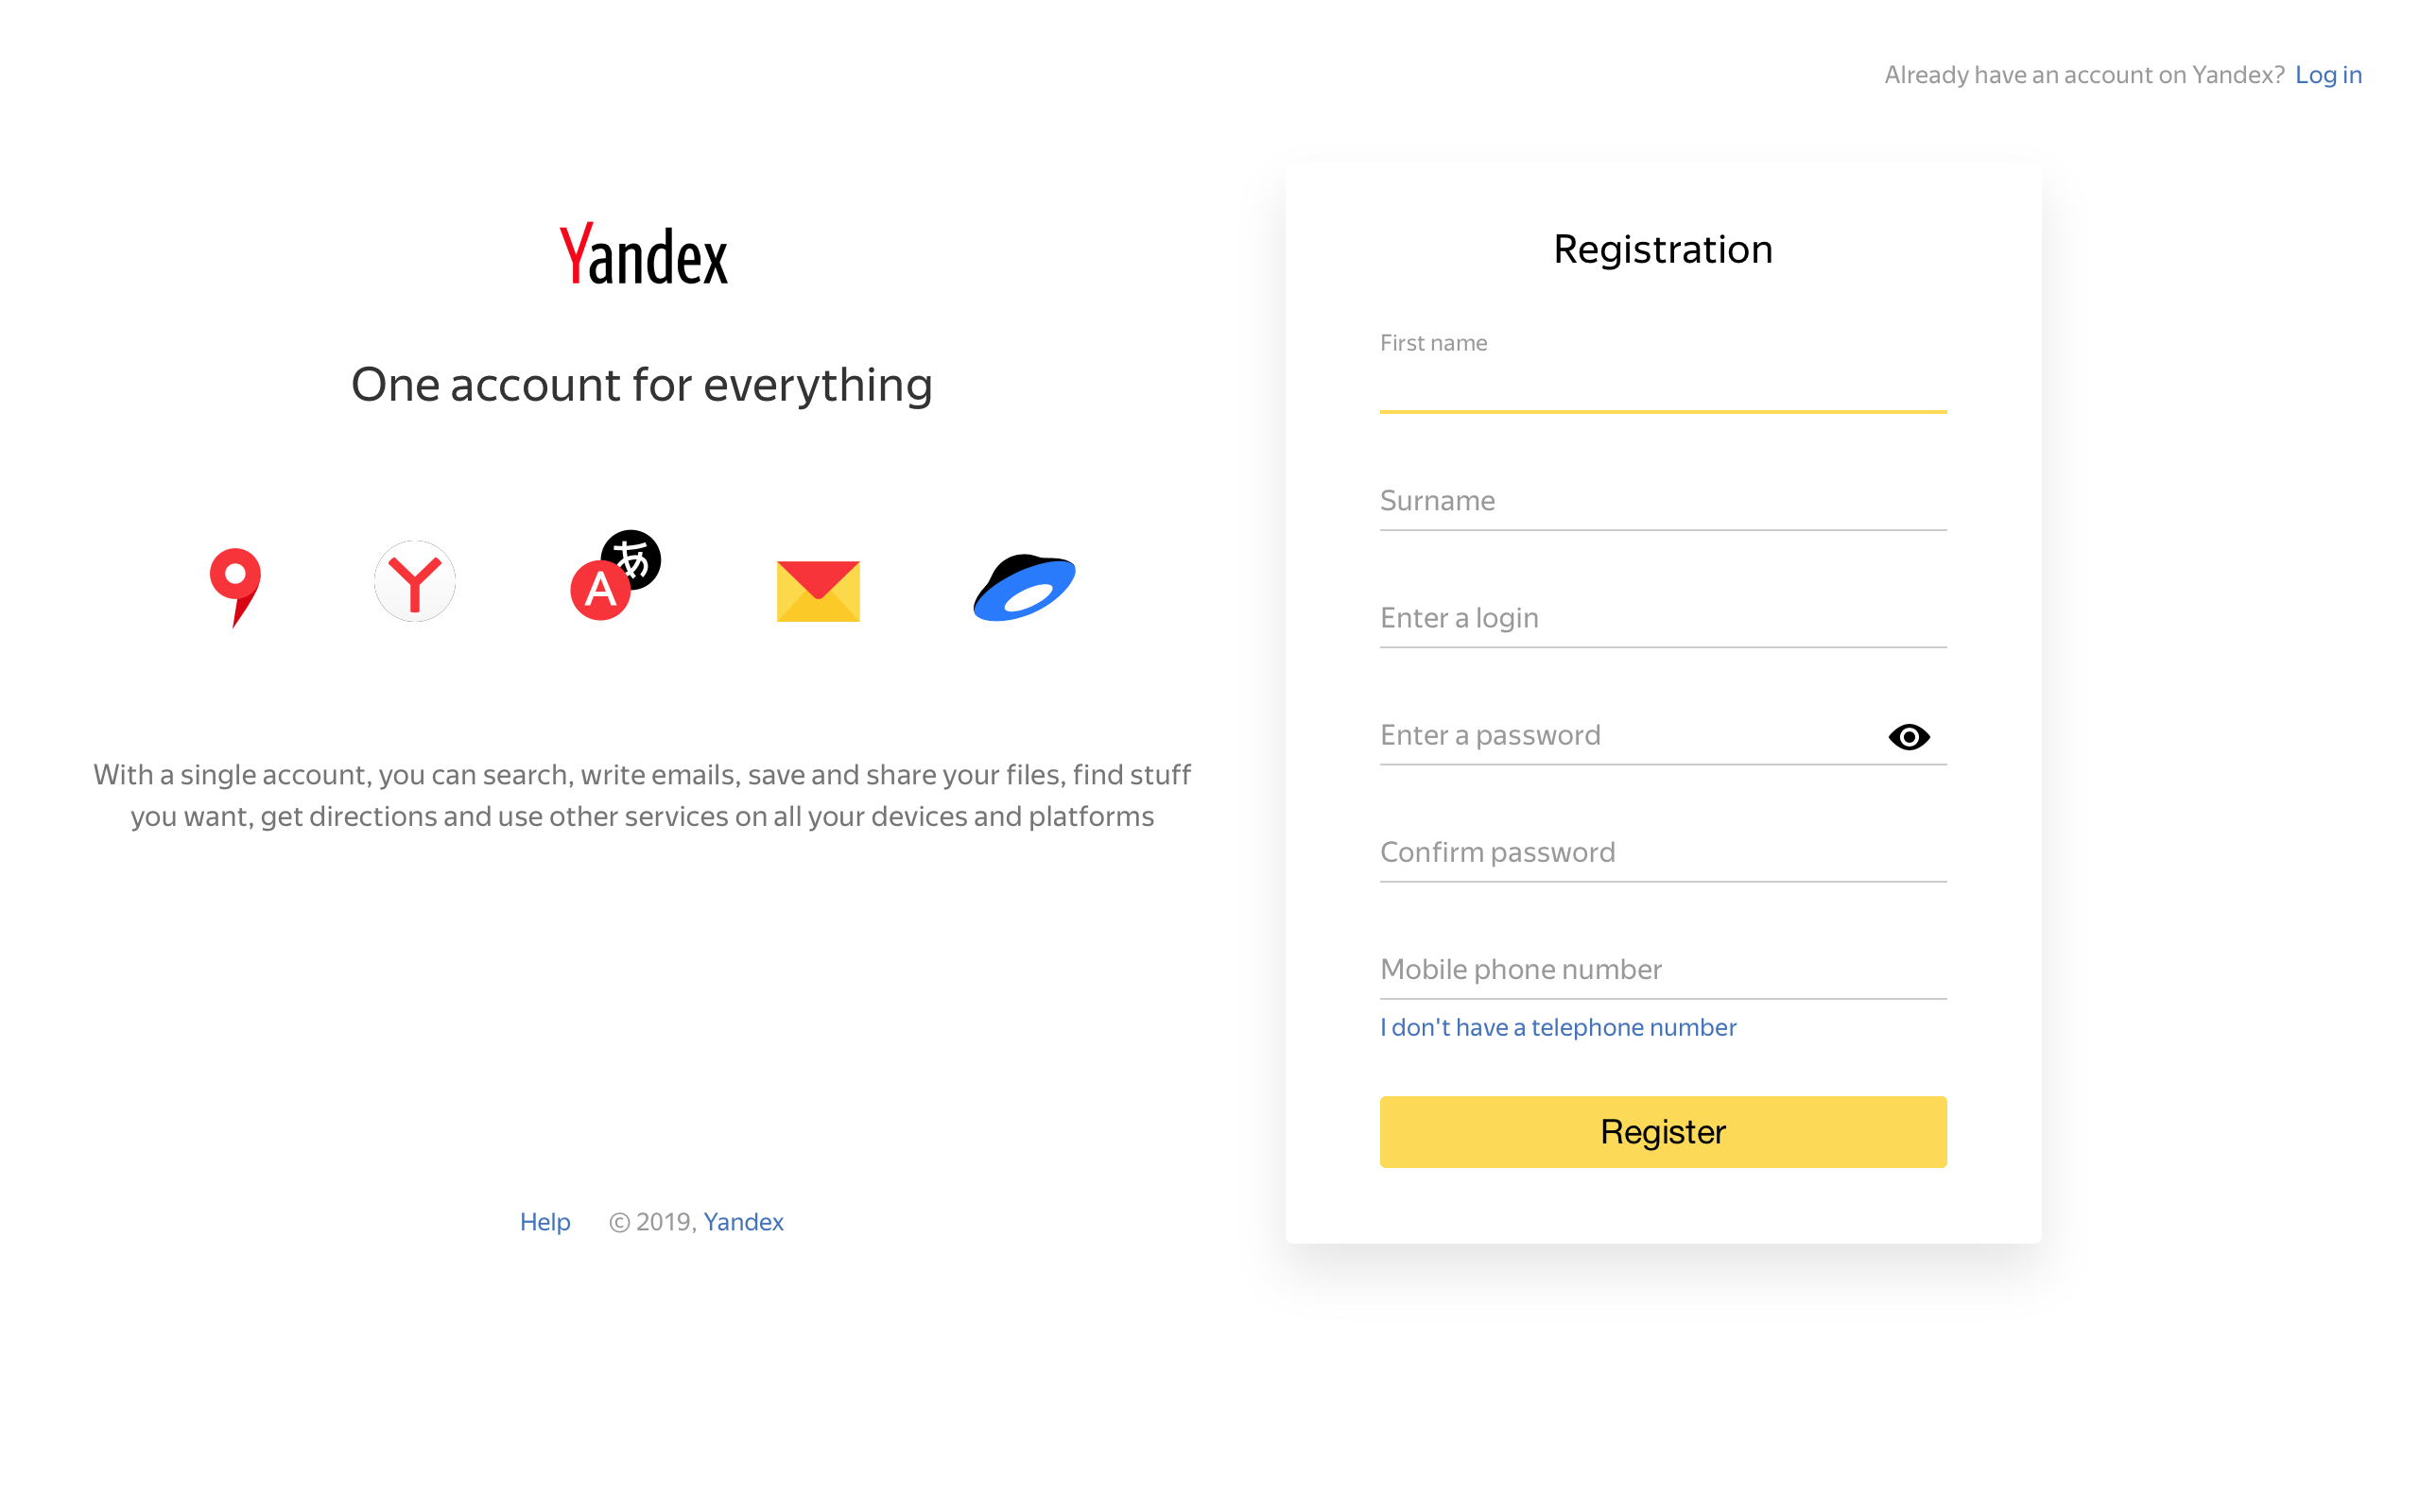 Already have an account on Yandex? Log in
Yandex
One account for everything
A あ
With a single account, you can search, write emails, save and share your files, find stuff
you want, get directions and use other services on all your devices and platforms
Help © 2019, Yandex
Registration
First name
Surname
Enter a login
Enter a password
Confirm password
Mobile phone number
I don't have a telephone number
Register